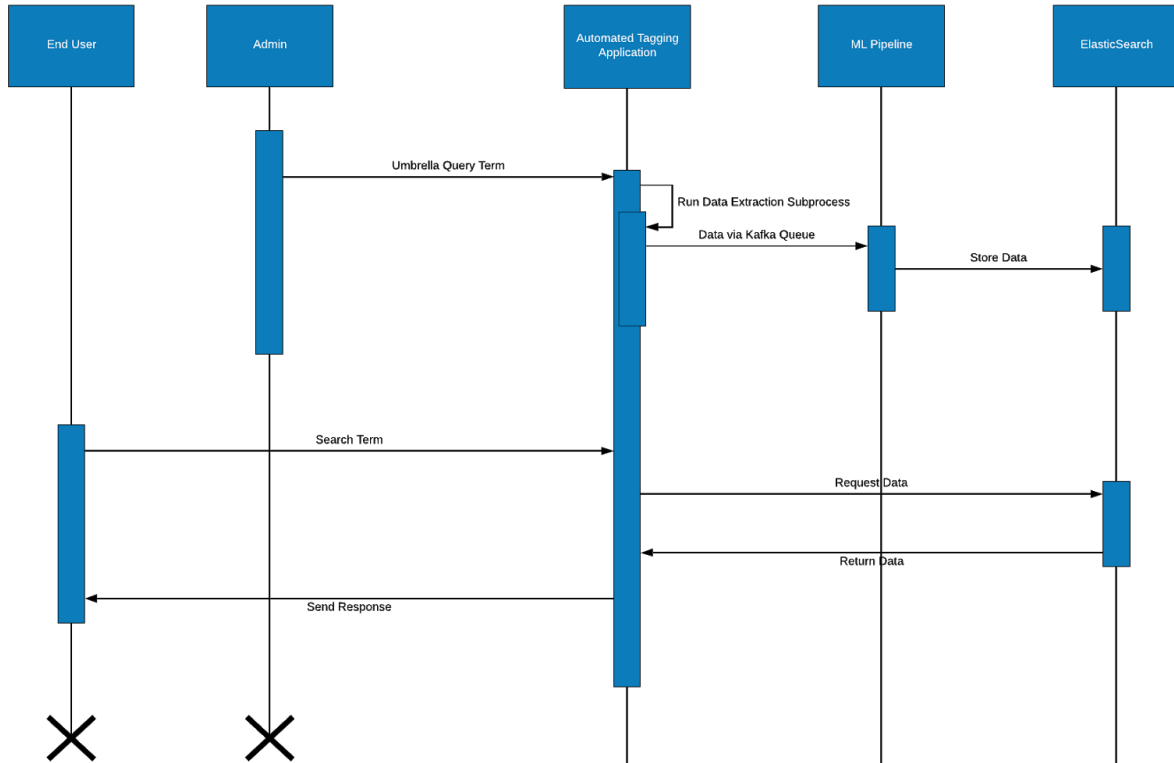 End User
Admin
Automated Tagging
Application
ML Pipeline
ElasticSearch
Umbrella Query Term
Run Data Extraction Subprocess
Data via Kafka Queue
Store Data
Search Term
Request Data
Return Data
Send Response